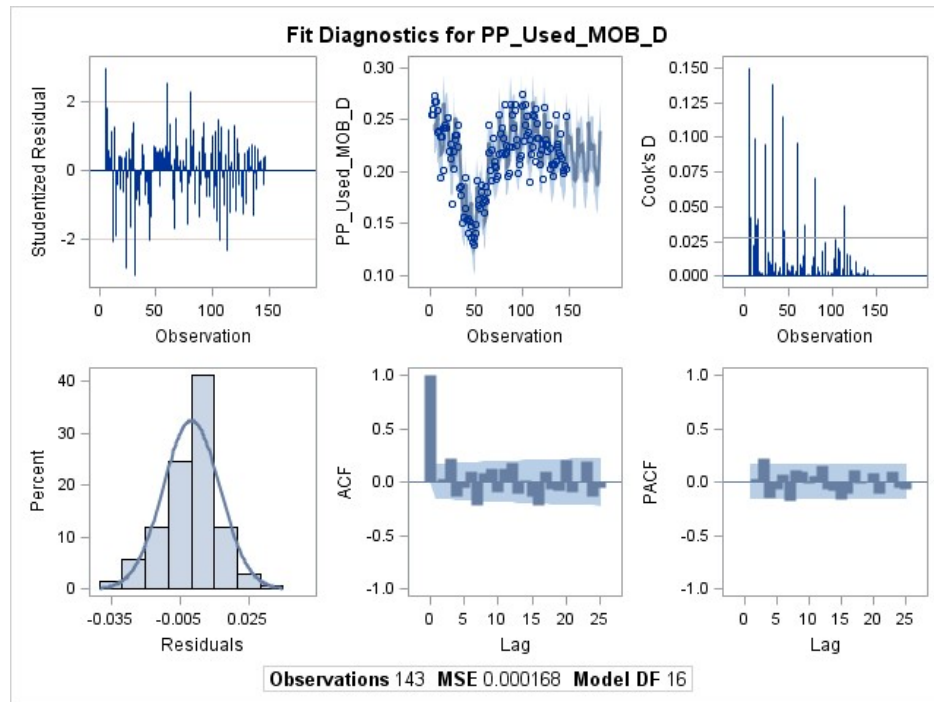 Fit Diagnostics for PP_Used_MOB_D
Studentized Residual
2
0
-2
0 50 100 150
Observation
PP_Used_MOB_D
0.30
0.25
0.20
0.15
0.10
0 50 100 150
Observation
Cook's D
0.150
0.125
0.100
0.075
0.050
0.025
0.000
0 50 100 150
Observation
Percent
40
30
20
10
0
-0.035 -0.005 0.025
Residuals
ACF
1.0
0.5
0.0
-0.5
-1.0
0 5 10 15 20 25
Lag
PACF
1.0
0.5
0.0
-0.5
-1.0
0 5 10 15 20 25
Lag
Observations 143 MSE 0.000168 Model DF 16